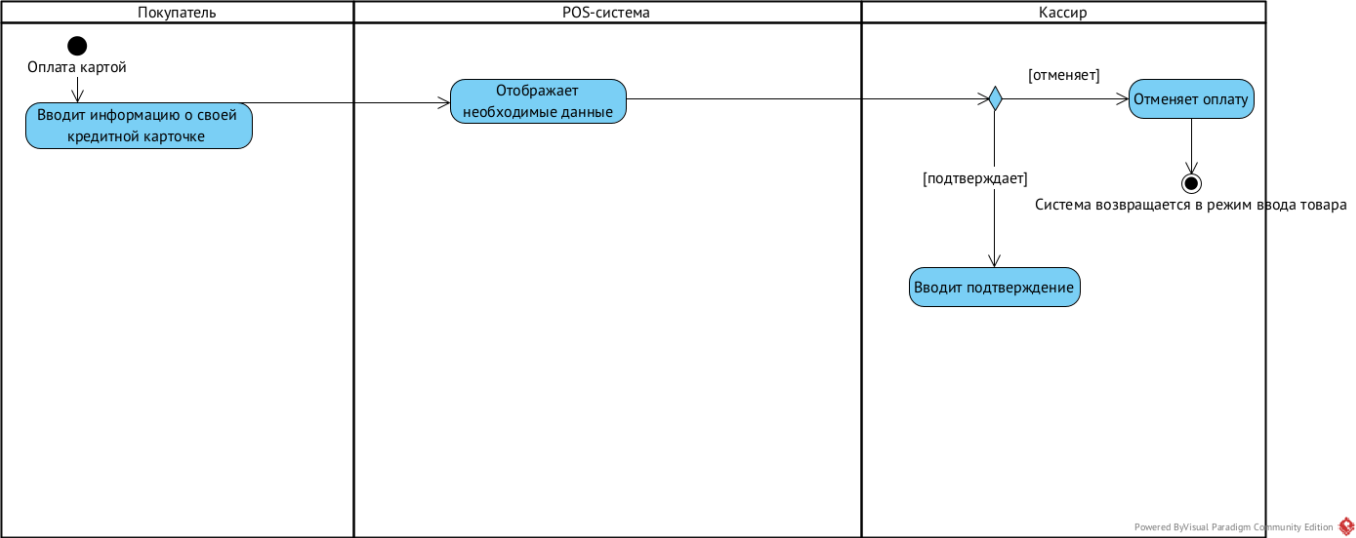 Покупатель
POS-система
Кассир
Оплата картой
Вводит информацию о своей
кредитной карточке
Отображает
необходимые данные
[отменяет]
Отменяет оплату
[подтверждает]
Система возвращается в режим ввода товара
Вводит подтверждение
Powered ByVisual Paradigm Community Edition